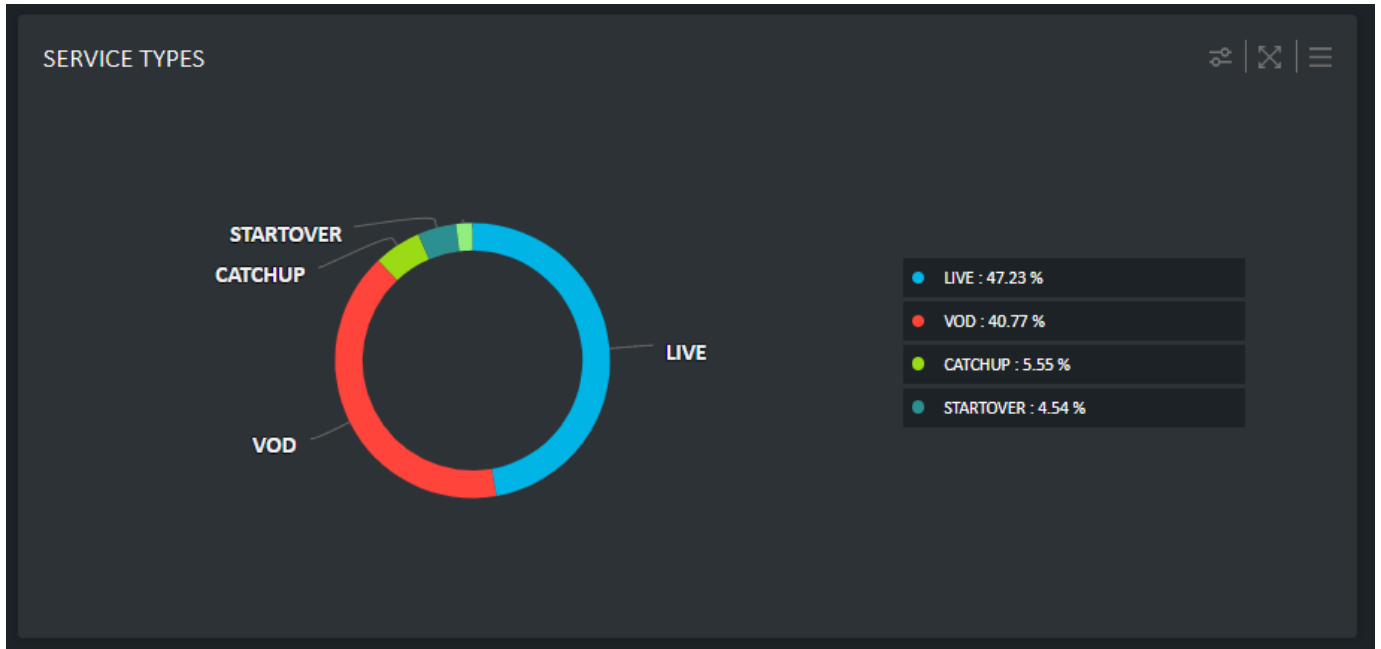 SERVICE TYPES
STARTOVER
CATCHUP
LIVE
VOD
LIVE : 47.23 %
VOD : 40.77 %
CATCHUP : 5.55 %
STARTOVER : 4.54 %